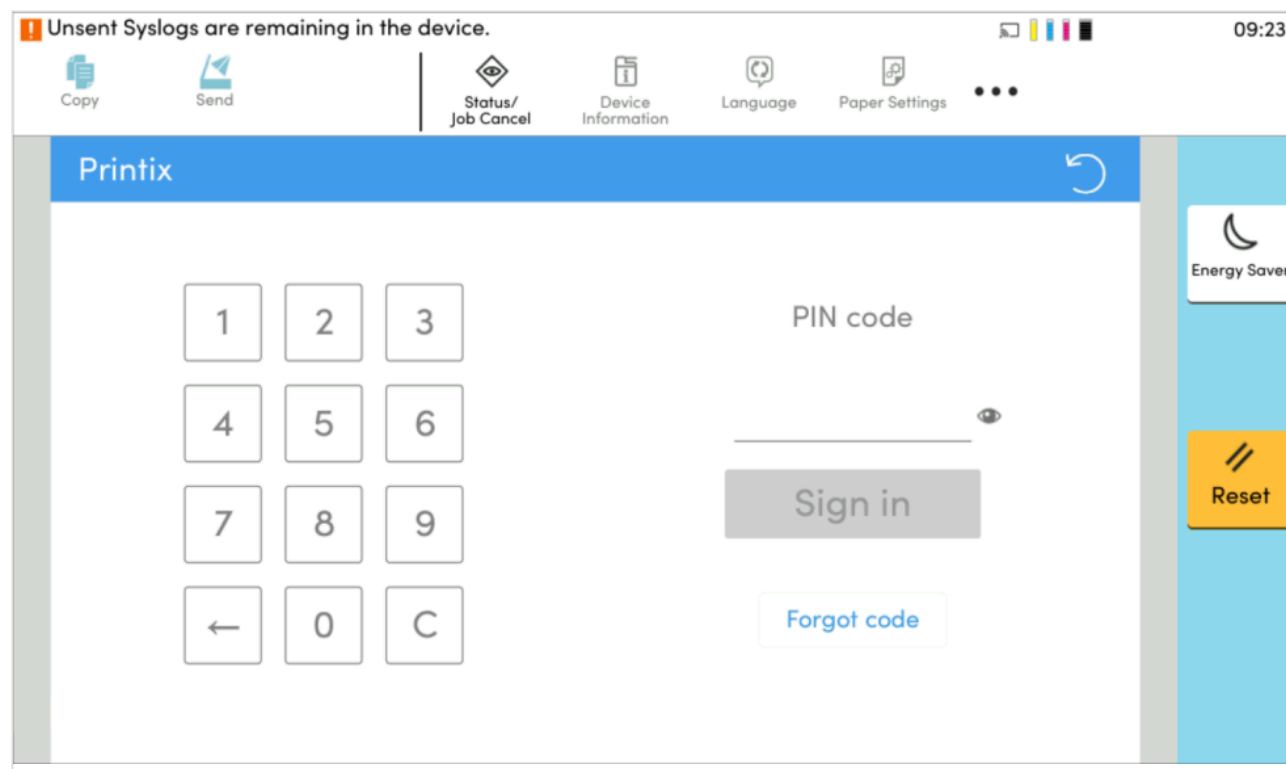 Unsent Syslogs are remaining in the device.
09:23
Copy
Send
Status/
Job Cancel
Device
Information
Language
Paper Settings
Printix
Energy Saver
1 2 3
PIN code
4 5 6
Sign in
Reset
7 8 9
← 0 C
Forgot code